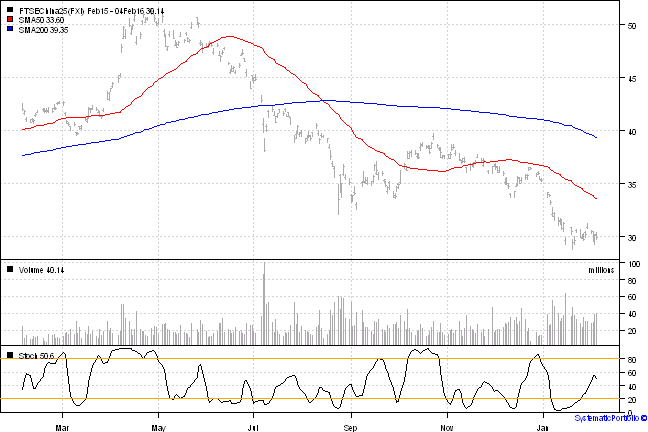 FTSEChina25(FXI) Feb15 - 04Feb16 30.14
SMA50 33.60
SMA200 39.35
50
45
40
35
30
Volume 40.14
millions
100
80
60
40
20
Stoch 50.6
80
60
40
20
0
Mar
May
Jul
Sep
Nov
Jan
SystematicPortfolio ©